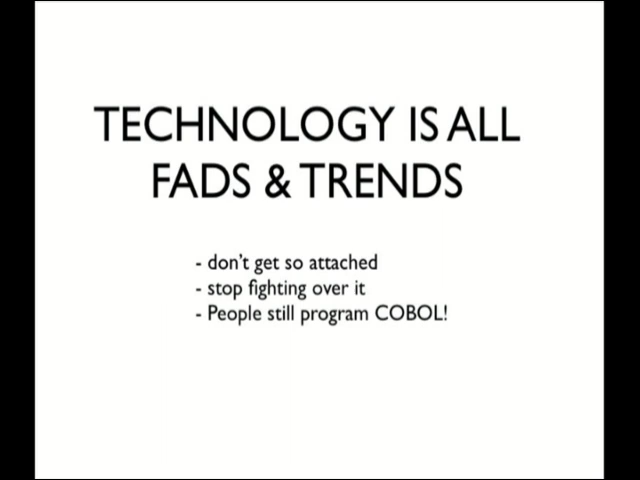 TECHNOLOGY IS ALL
FADS & TRENDS
- don't get so attached
- stop fighting over it
- People still program COBOL!